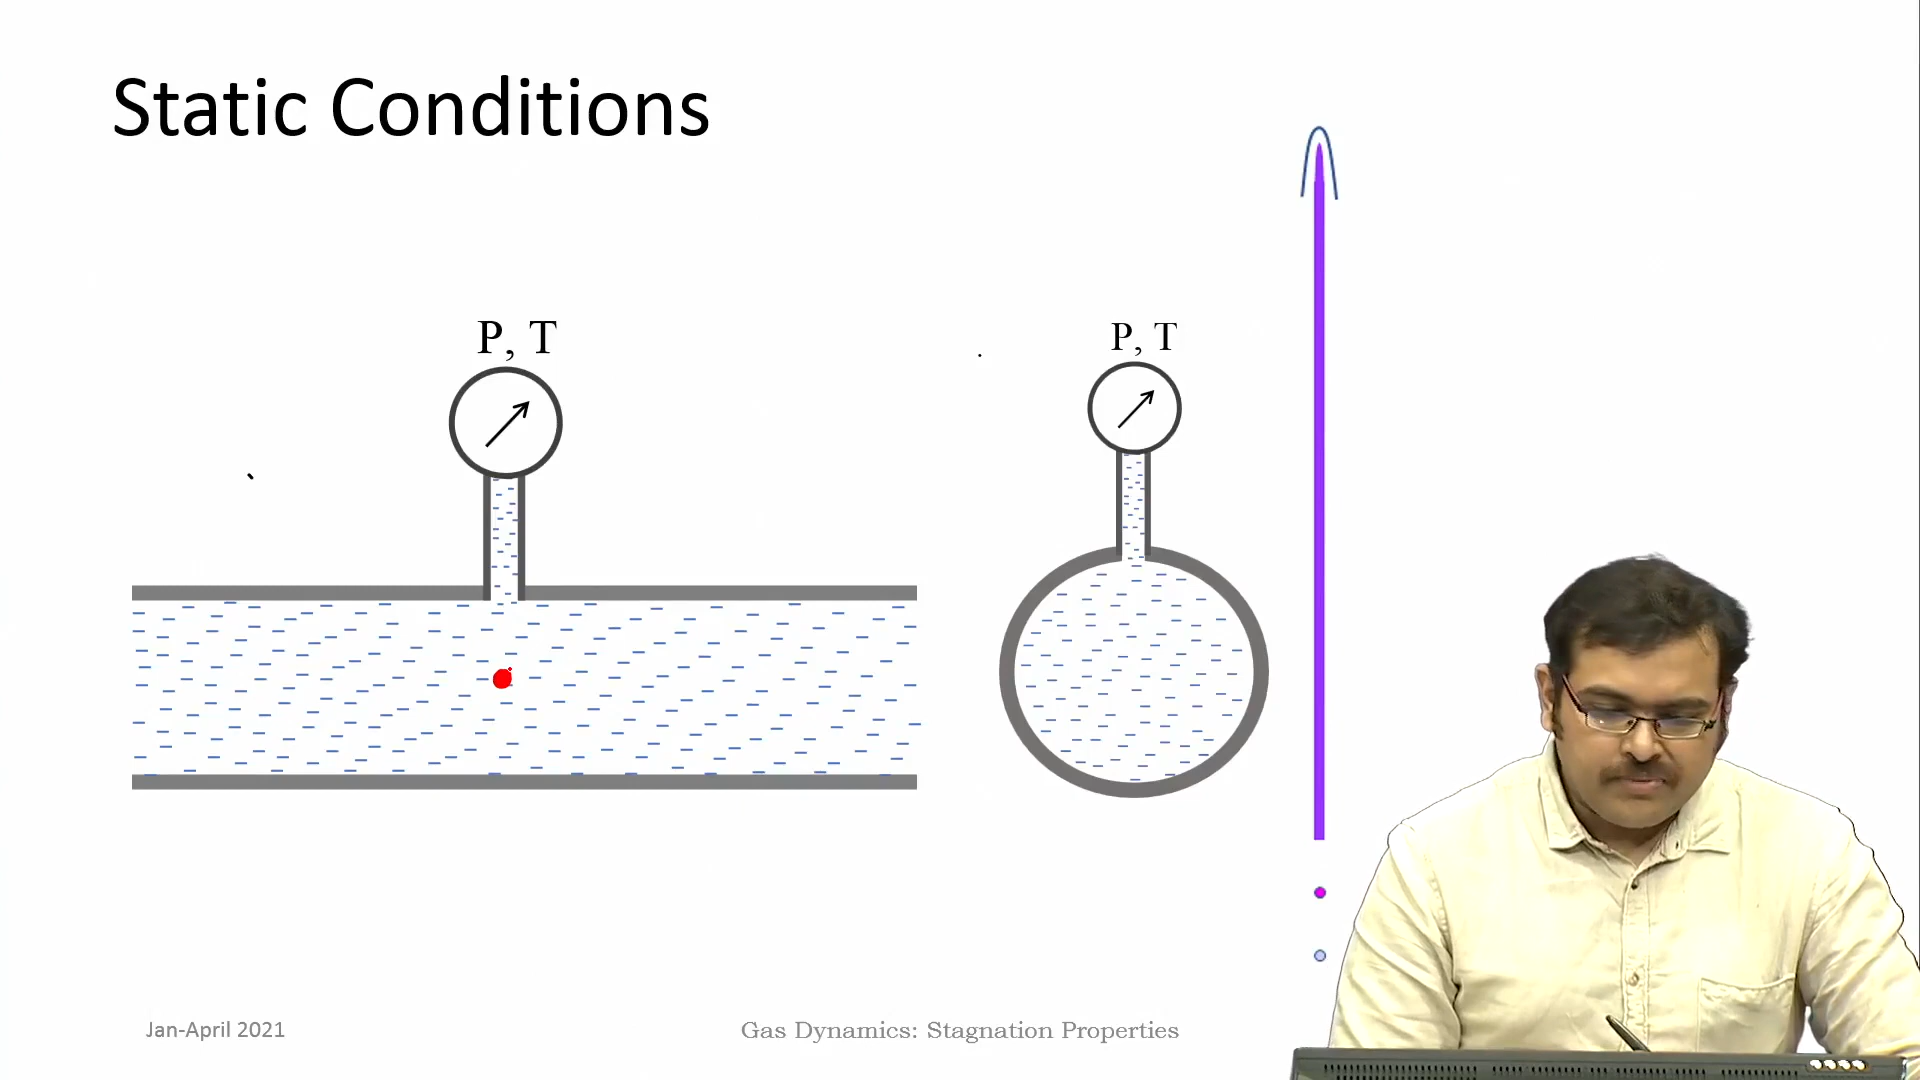 Static Conditions
P, T
P, T
Jan-April 2021
Gas Dynamics: Stagnation Properties